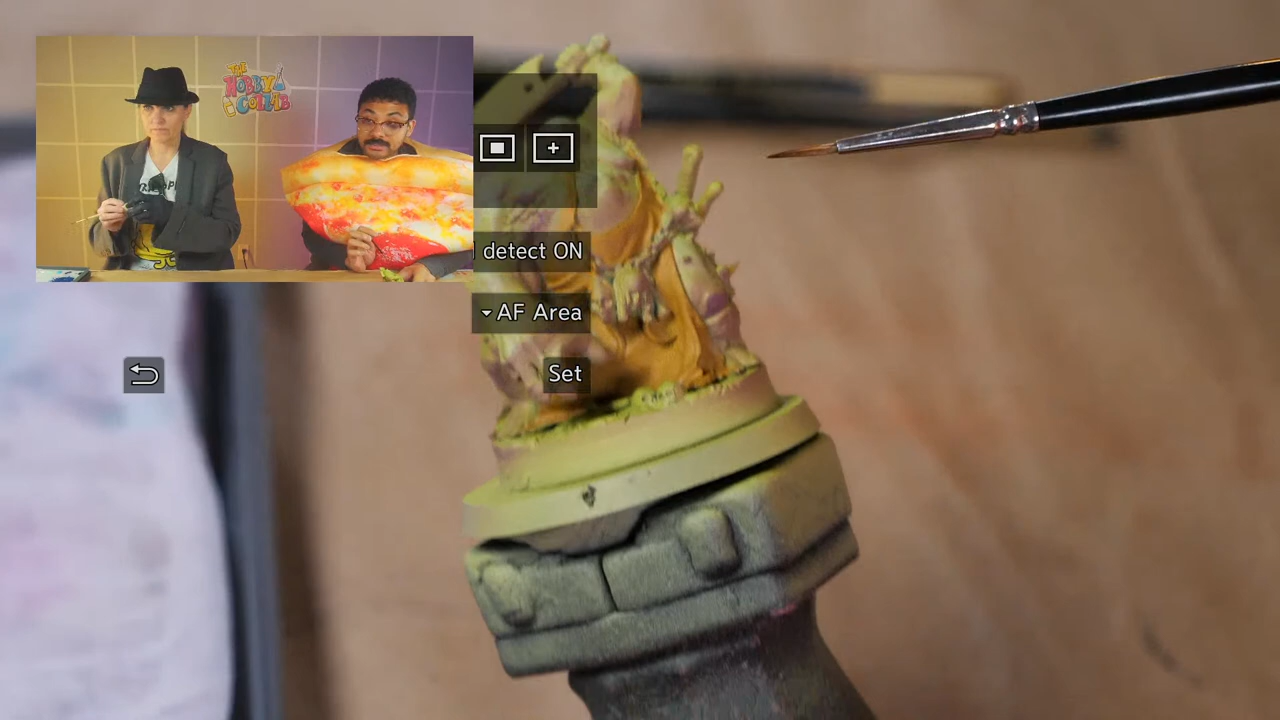 THE
HOBBY
COLLAB
detect ON
AF Area
Set